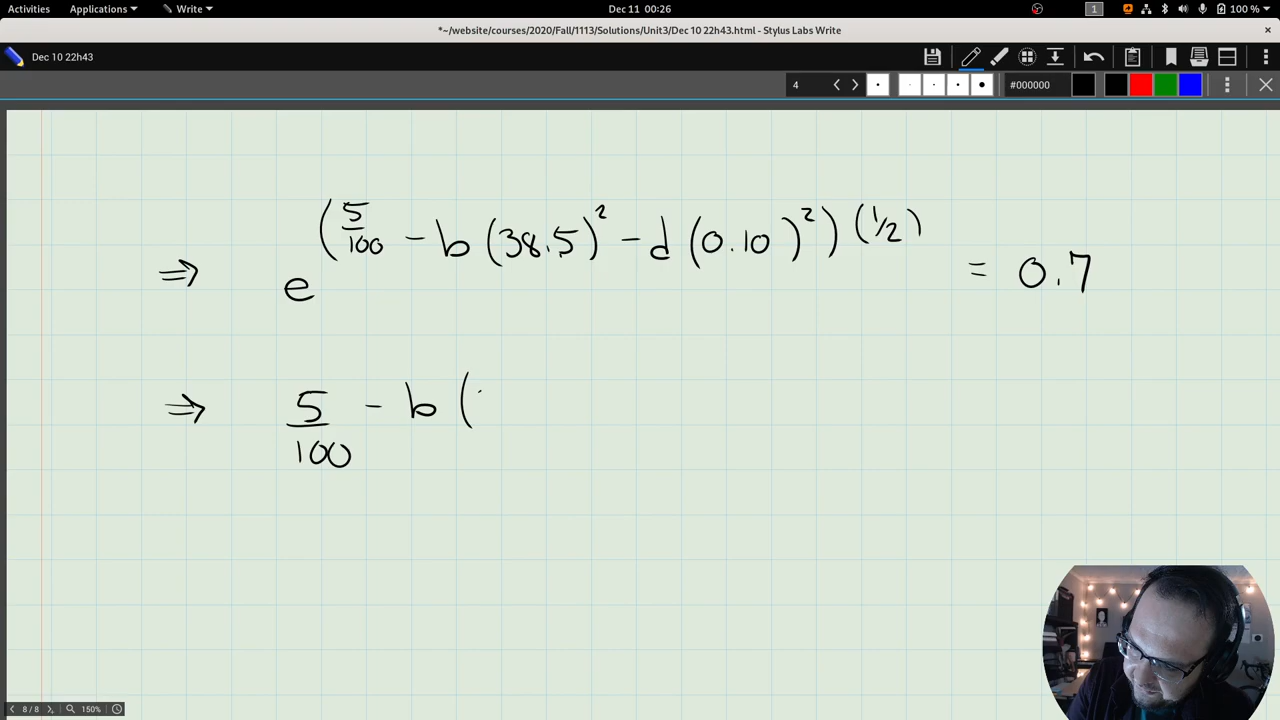 Activities Applications Write Dec 11 00:26 1 100 %
*~/website/courses/2020/Fall/1113/Solutions/Unit3/Dec 10 22h43.html - Stylus Labs Write ×
Dec 10 22h43
4 #000000
⇒ e^(5/100 - b(38.5)² - d(0.10)²)(1/2) = 0.7
⇒ 5/100 - b (
8/8 150%